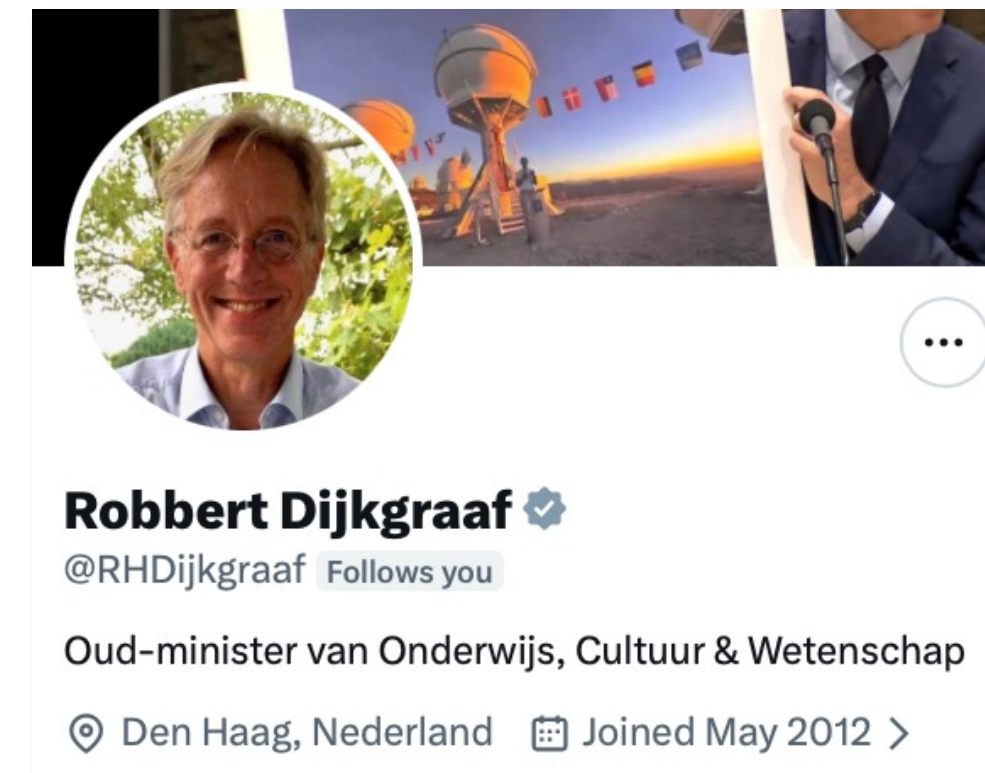 Robbert Dijkgraaf
@RHDijkgraaf Follows you
Oud-minister van Onderwijs, Cultuur & Wetenschap
Den Haag, Nederland Joined May 2012